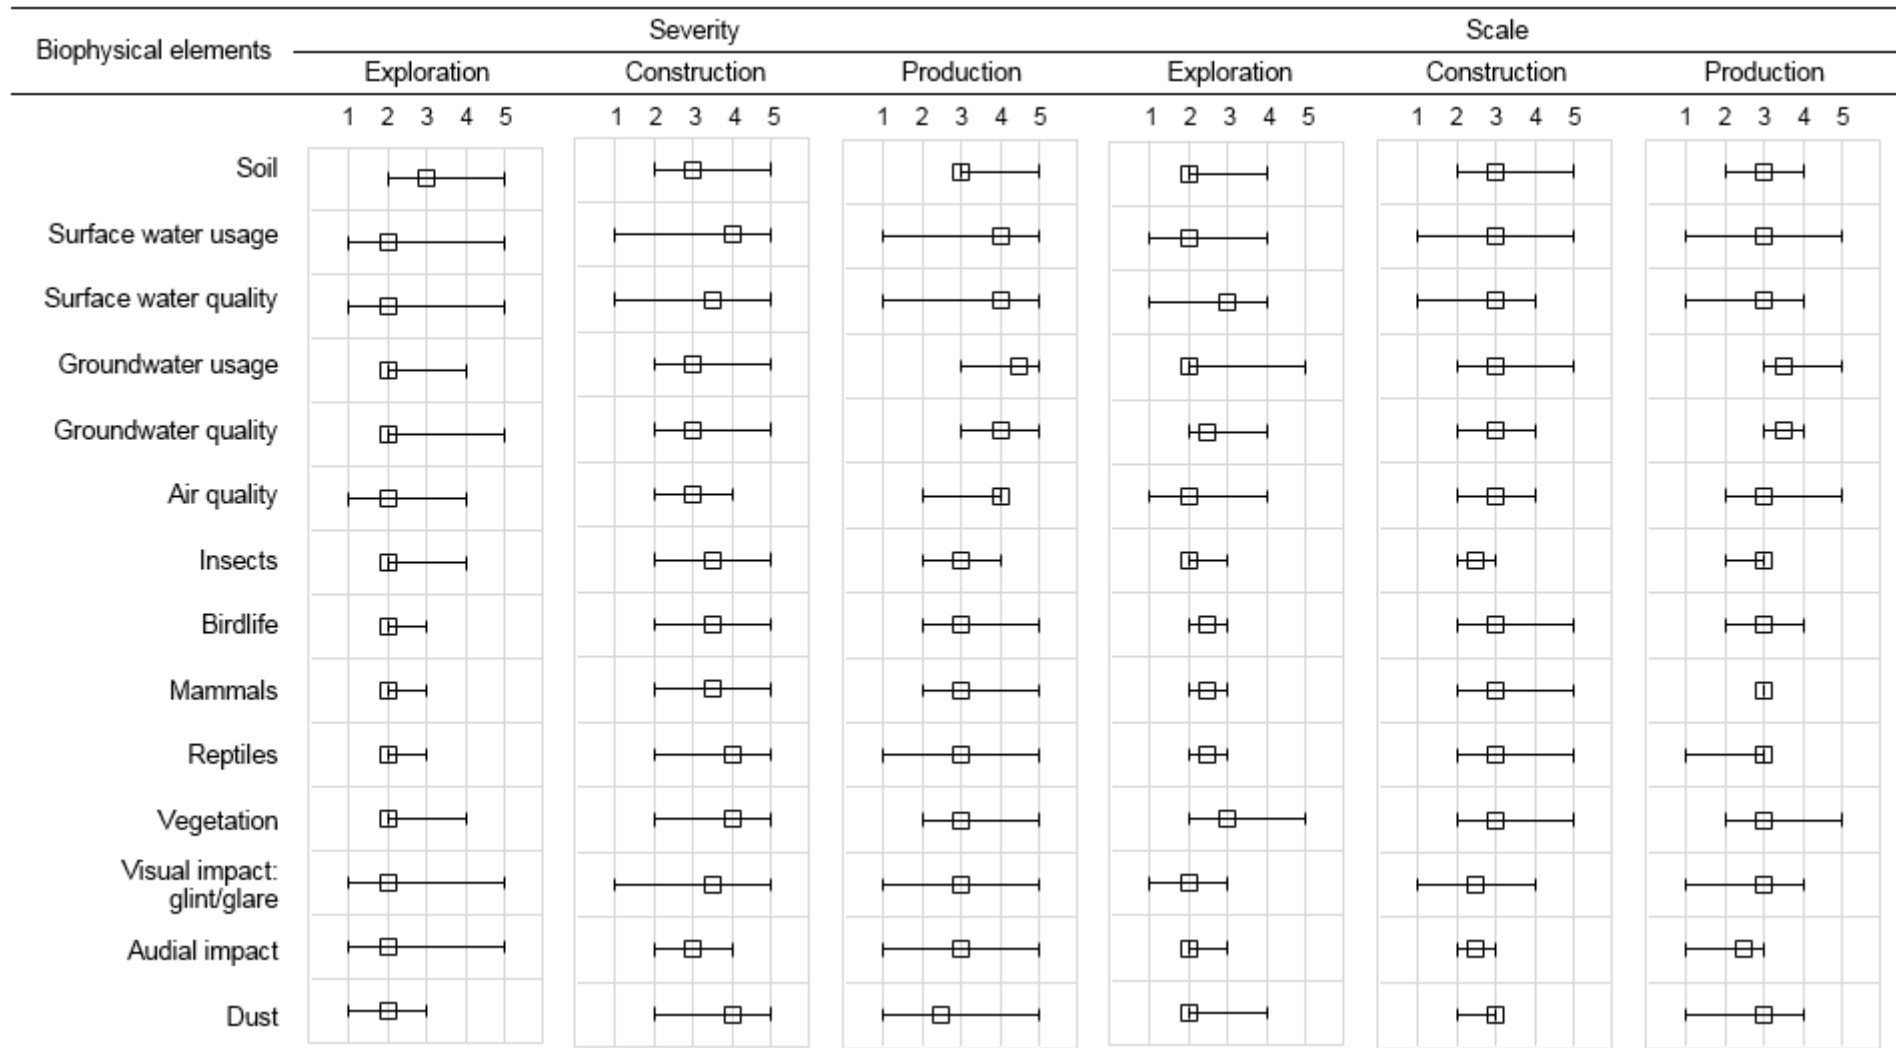 Biophysical elements
Severity
Scale
Exploration Construction Production Exploration Construction Production
1 2 3 4 5 1 2 3 4 5 1 2 3 4 5 1 2 3 4 5 1 2 3 4 5 1 2 3 4 5
Soil
Surface water usage
Surface water quality
Groundwater usage
Groundwater quality
Air quality
Insects
Birdlife
Mammals
Reptiles
Vegetation
Visual impact:
glint/glare
Audial impact
Dust